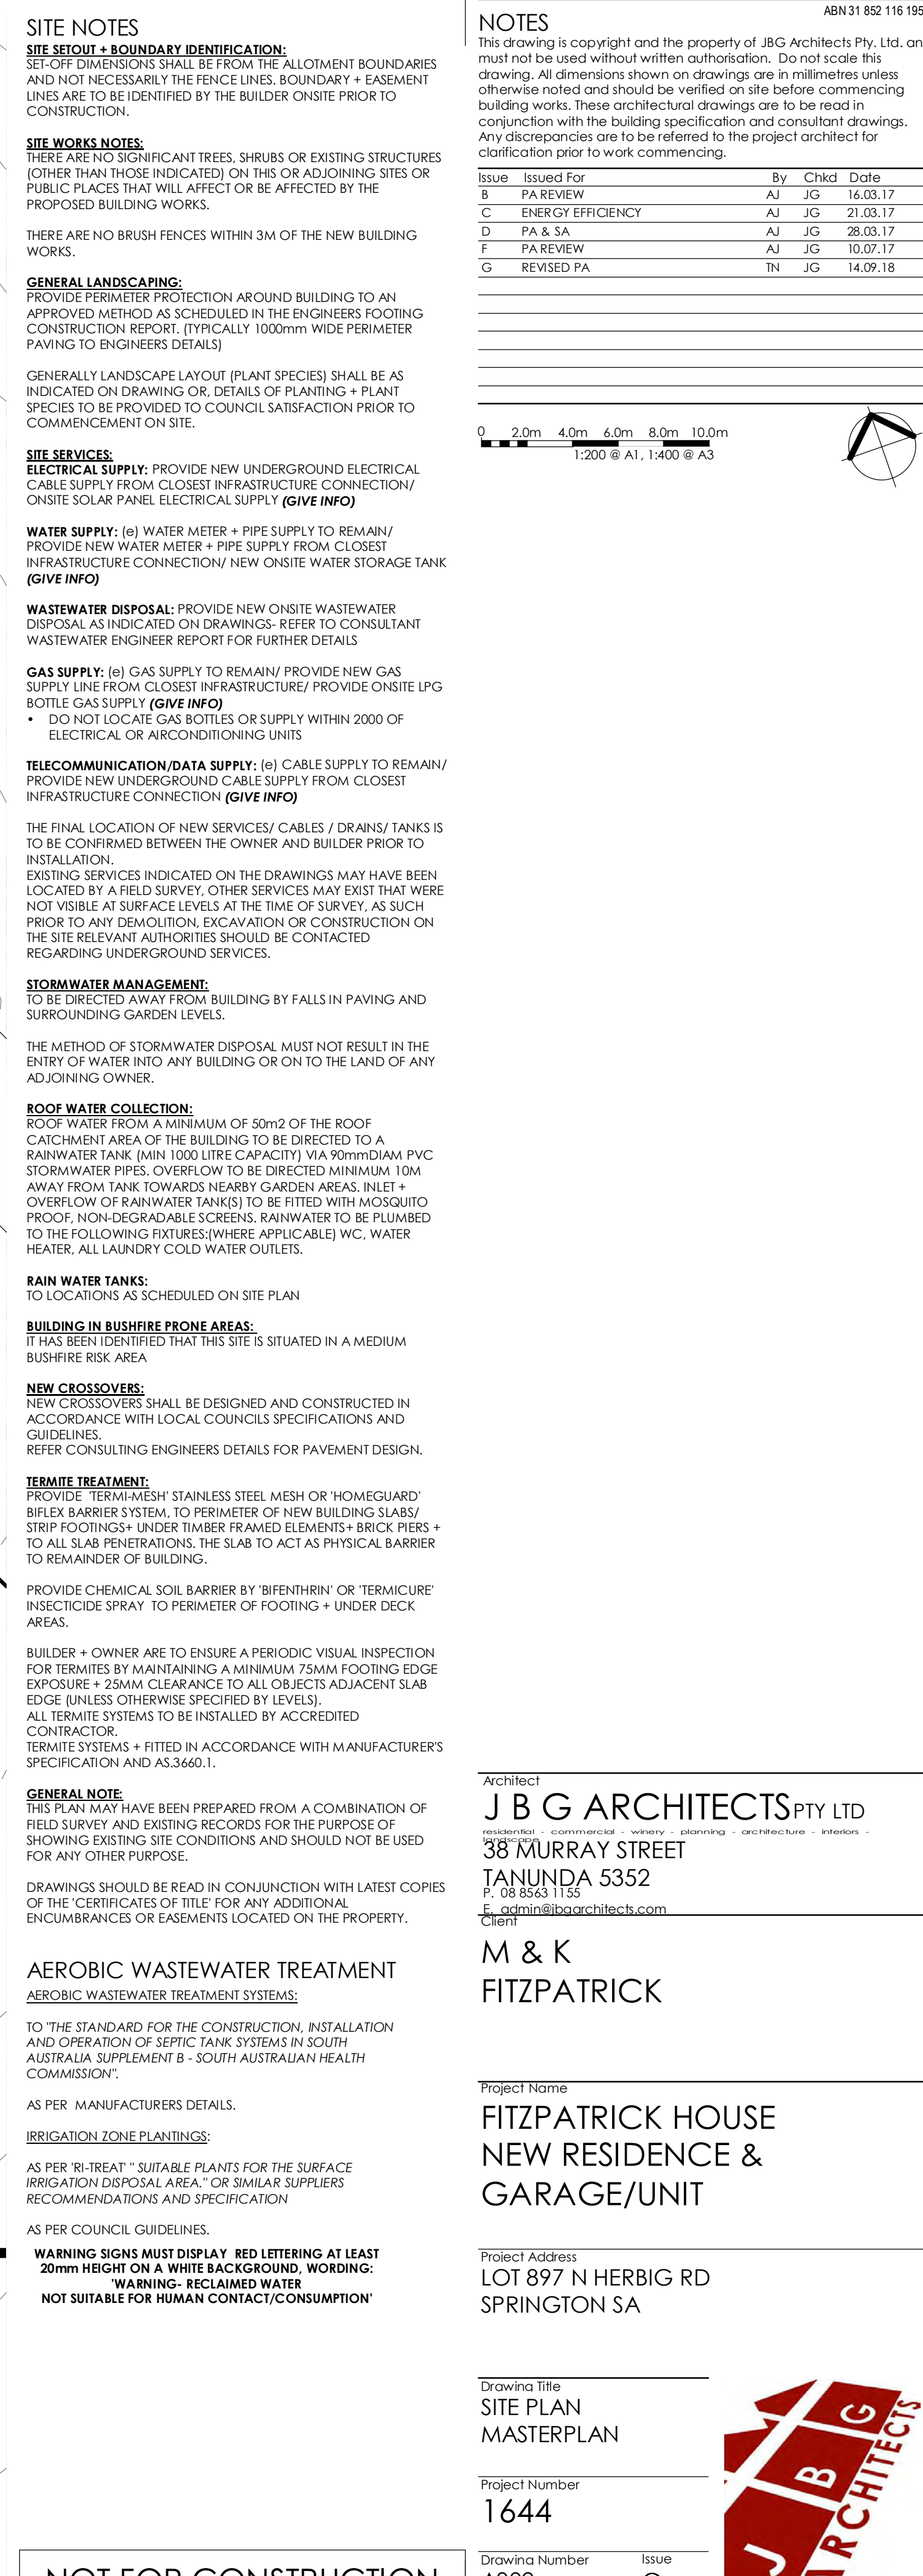 SITE NOTES
SITE SETOUT + BOUNDARY IDENTIFICATION:
SET-OFF DIMENSIONS SHALL BE FROM THE ALLOTMENT BOUNDARIES
AND NOT NECESSARILY THE FENCE LINES. BOUNDARY + EASEMENT
LINES ARE TO BE IDENTIFIED BY THE BUILDER ONSITE PRIOR TO
CONSTRUCTION.
SITE WORKS NOTES:
THERE ARE NO SIGNIFICANT TREES, SHRUBS OR EXISTING STRUCTURES
(OTHER THAN THOSE INDICATED) ON THIS OR ADJOINING SITES OR
PUBLIC PLACES THAT WILL AFFECT OR BE AFFECTED BY THE
PROPOSED BUILDING WORKS.
THERE ARE NO BRUSH FENCES WITHIN 3M OF THE NEW BUILDING
WORKS.
GENERAL LANDSCAPING:
PROVIDE PERIMETER PROTECTION AROUND BUILDING TO AN
APPROVED METHOD AS SCHEDULED IN THE ENGINEERS FOOTING
CONSTRUCTION REPORT. (TYPICALLY 1000mm WIDE PERIMETER
PAVING TO ENGINEERS DETAILS)
GENERALLY LANDSCAPE LAYOUT (PLANT SPECIES) SHALL BE AS
INDICATED ON DRAWING OR, DETAILS OF PLANTING + PLANT
SPECIES TO BE PROVIDED TO COUNCIL SATISFACTION PRIOR TO
COMMENCEMENT ON SITE.
SITE SERVICES:
ELECTRICAL SUPPLY: PROVIDE NEW UNDERGROUND ELECTRICAL
CABLE SUPPLY FROM CLOSEST INFRASTRUCTURE CONNECTION/
ONSITE SOLAR PANEL ELECTRICAL SUPPLY (GIVE INFO)
WATER SUPPLY: (e) WATER METER + PIPE SUPPLY TO REMAIN/
PROVIDE NEW WATER METER + PIPE SUPPLY FROM CLOSEST
INFRASTRUCTURE CONNECTION/ NEW ONSITE WATER STORAGE TANK
(GIVE INFO)
WASTEWATER DISPOSAL: PROVIDE NEW ONSITE WASTEWATER
DISPOSAL AS INDICATED ON DRAWINGS- REFER TO CONSULTANT
WASTEWATER ENGINEER REPORT FOR FURTHER DETAILS
GAS SUPPLY: (e) GAS SUPPLY TO REMAIN/ PROVIDE NEW GAS
SUPPLY LINE FROM CLOSEST INFRASTRUCTURE/ PROVIDE ONSITE LPG
BOTTLE GAS SUPPLY (GIVE INFO)
• DO NOT LOCATE GAS BOTTLES OR SUPPLY WITHIN 2000 OF
ELECTRICAL OR AIRCONDITIONING UNITS
TELECOMMUNICATION/DATA SUPPLY: (e) CABLE SUPPLY TO REMAIN/
PROVIDE NEW UNDERGROUND CABLE SUPPLY FROM CLOSEST
INFRASTRUCTURE CONNECTION (GIVE INFO)
THE FINAL LOCATION OF NEW SERVICES/ CABLES / DRAINS/ TANKS IS
TO BE CONFIRMED BETWEEN THE OWNER AND BUILDER PRIOR TO
INSTALLATION.
EXISTING SERVICES INDICATED ON THE DRAWINGS MAY HAVE BEEN
LOCATED BY A FIELD SURVEY, OTHER SERVICES MAY EXIST THAT WERE
NOT VISIBLE AT SURFACE LEVELS AT THE TIME OF SURVEY, AS SUCH
PRIOR TO ANY DEMOLITION, EXCAVATION OR CONSTRUCTION ON
THE SITE RELEVANT AUTHORITIES SHOULD BE CONTACTED
REGARDING UNDERGROUND SERVICES.
STORMWATER MANAGEMENT:
TO BE DIRECTED AWAY FROM BUILDING BY FALLS IN PAVING AND
SURROUNDING GARDEN LEVELS.
THE METHOD OF STORMWATER DISPOSAL MUST NOT RESULT IN THE
ENTRY OF WATER INTO ANY BUILDING OR ON TO THE LAND OF ANY
ADJOINING OWNER.
ROOF WATER COLLECTION:
ROOF WATER FROM A MINIMUM OF 50m2 OF THE ROOF
CATCHMENT AREA OF THE BUILDING TO BE DIRECTED TO A
RAINWATER TANK (MIN 1000 LITRE CAPACITY) VIA 90mmDIAM PVC
STORMWATER PIPES. OVERFLOW TO BE DIRECTED MINIMUM 10M
AWAY FROM TANK TOWARDS NEARBY GARDEN AREAS. INLET +
OVERFLOW OF RAINWATER TANK(S) TO BE FITTED WITH MOSQUITO
PROOF, NON-DEGRADABLE SCREENS. RAINWATER TO BE PLUMBED
TO THE FOLLOWING FIXTURES:(WHERE APPLICABLE) WC, WATER
HEATER, ALL LAUNDRY COLD WATER OUTLETS.
RAIN WATER TANKS:
TO LOCATIONS AS SCHEDULED ON SITE PLAN
BUILDING IN BUSHFIRE PRONE AREAS:
IT HAS BEEN IDENTIFIED THAT THIS SITE IS SITUATED IN A MEDIUM
BUSHFIRE RISK AREA
NEW CROSSOVERS:
NEW CROSSOVERS SHALL BE DESIGNED AND CONSTRUCTED IN
ACCORDANCE WITH LOCAL COUNCILS SPECIFICATIONS AND
GUIDELINES.
REFER CONSULTING ENGINEERS DETAILS FOR PAVEMENT DESIGN.
TERMITE TREATMENT:
PROVIDE 'TERMI-MESH' STAINLESS STEEL MESH OR 'HOMEGUARD'
BIFLEX BARRIER SYSTEM, TO PERIMETER OF NEW BUILDING SLABS/
STRIP FOOTINGS+ UNDER TIMBER FRAMED ELEMENTS+ BRICK PIERS +
TO ALL SLAB PENETRATIONS. THE SLAB TO ACT AS PHYSICAL BARRIER
TO REMAINDER OF BUILDING.
PROVIDE CHEMICAL SOIL BARRIER BY 'BIFENTHRIN' OR 'TERMICURE'
INSECTICIDE SPRAY TO PERIMETER OF FOOTING + UNDER DECK
AREAS.
BUILDER + OWNER ARE TO ENSURE A PERIODIC VISUAL INSPECTION
FOR TERMITES BY MAINTAINING A MINIMUM 75MM FOOTING EDGE
EXPOSURE + 25MM CLEARANCE TO ALL OBJECTS ADJACENT SLAB
EDGE (UNLESS OTHERWISE SPECIFIED BY LEVELS).
ALL TERMITE SYSTEMS TO BE INSTALLED BY ACCREDITED
CONTRACTOR.
TERMITE SYSTEMS + FITTED IN ACCORDANCE WITH MANUFACTURER'S
SPECIFICATION AND AS.3660.1.
GENERAL NOTE:
THIS PLAN MAY HAVE BEEN PREPARED FROM A COMBINATION OF
FIELD SURVEY AND EXISTING RECORDS FOR THE PURPOSE OF
SHOWING EXISTING SITE CONDITIONS AND SHOULD NOT BE USED
FOR ANY OTHER PURPOSE.
DRAWINGS SHOULD BE READ IN CONJUNCTION WITH LATEST COPIES
OF THE 'CERTIFICATES OF TITLE' FOR ANY ADDITIONAL
ENCUMBRANCES OR EASEMENTS LOCATED ON THE PROPERTY.
AEROBIC WASTEWATER TREATMENT
AEROBIC WASTEWATER TREATMENT SYSTEMS:
TO "THE STANDARD FOR THE CONSTRUCTION, INSTALLATION
AND OPERATION OF SEPTIC TANK SYSTEMS IN SOUTH
AUSTRALIA SUPPLEMENT B - SOUTH AUSTRALIAN HEALTH
COMMISSION".
AS PER MANUFACTURERS DETAILS.
IRRIGATION ZONE PLANTINGS:
AS PER 'RI-TREAT' " SUITABLE PLANTS FOR THE SURFACE
IRRIGATION DISPOSAL AREA." OR SIMILAR SUPPLIERS
RECOMMENDATIONS AND SPECIFICATION
AS PER COUNCIL GUIDELINES.
WARNING SIGNS MUST DISPLAY RED LETTERING AT LEAST
20mm HEIGHT ON A WHITE BACKGROUND, WORDING:
'WARNING- RECLAIMED WATER
NOT SUITABLE FOR HUMAN CONTACT/CONSUMPTION'
NOT FOR CONSTRUCTION
ABN 31 852 116 195
NOTES
This drawing is copyright and the property of JBG Architects Pty. Ltd. an
must not be used without written authorisation. Do not scale this
drawing. All dimensions shown on drawings are in millimetres unless
otherwise noted and should be verified on site before commencing
building works. These architectural drawings are to be read in
conjunction with the building specification and consultant drawings.
Any discrepancies are to be referred to the project architect for
clarification prior to work commencing.
Issue Issued For By Chkd Date
B PA REVIEW AJ JG 16.03.17
C ENERGY EFFICIENCY AJ JG 21.03.17
D PA & SA AJ JG 28.03.17
F PA REVIEW AJ JG 10.07.17
G REVISED PA TN JG 14.09.18
0 2.0m 4.0m 6.0m 8.0m 10.0m
1:200 @ A1, 1:400 @ A3
Architect
J B G ARCHITECTS PTY LTD
residential - commercial - winery - planning - architecture - interiors -
landscape
38 MURRAY STREET
TANUNDA 5352
P. 08 8563 1155
E. admin@jbgarchitects.com
Client
M & K
FITZPATRICK
Project Name
FITZPATRICK HOUSE
NEW RESIDENCE &
GARAGE/UNIT
Project Address
LOT 897 N HERBIG RD
SPRINGTON SA
Drawing Title
SITE PLAN
MASTERPLAN
Project Number
1644
Drawing Number Issue
J B G
ARCHITECTS